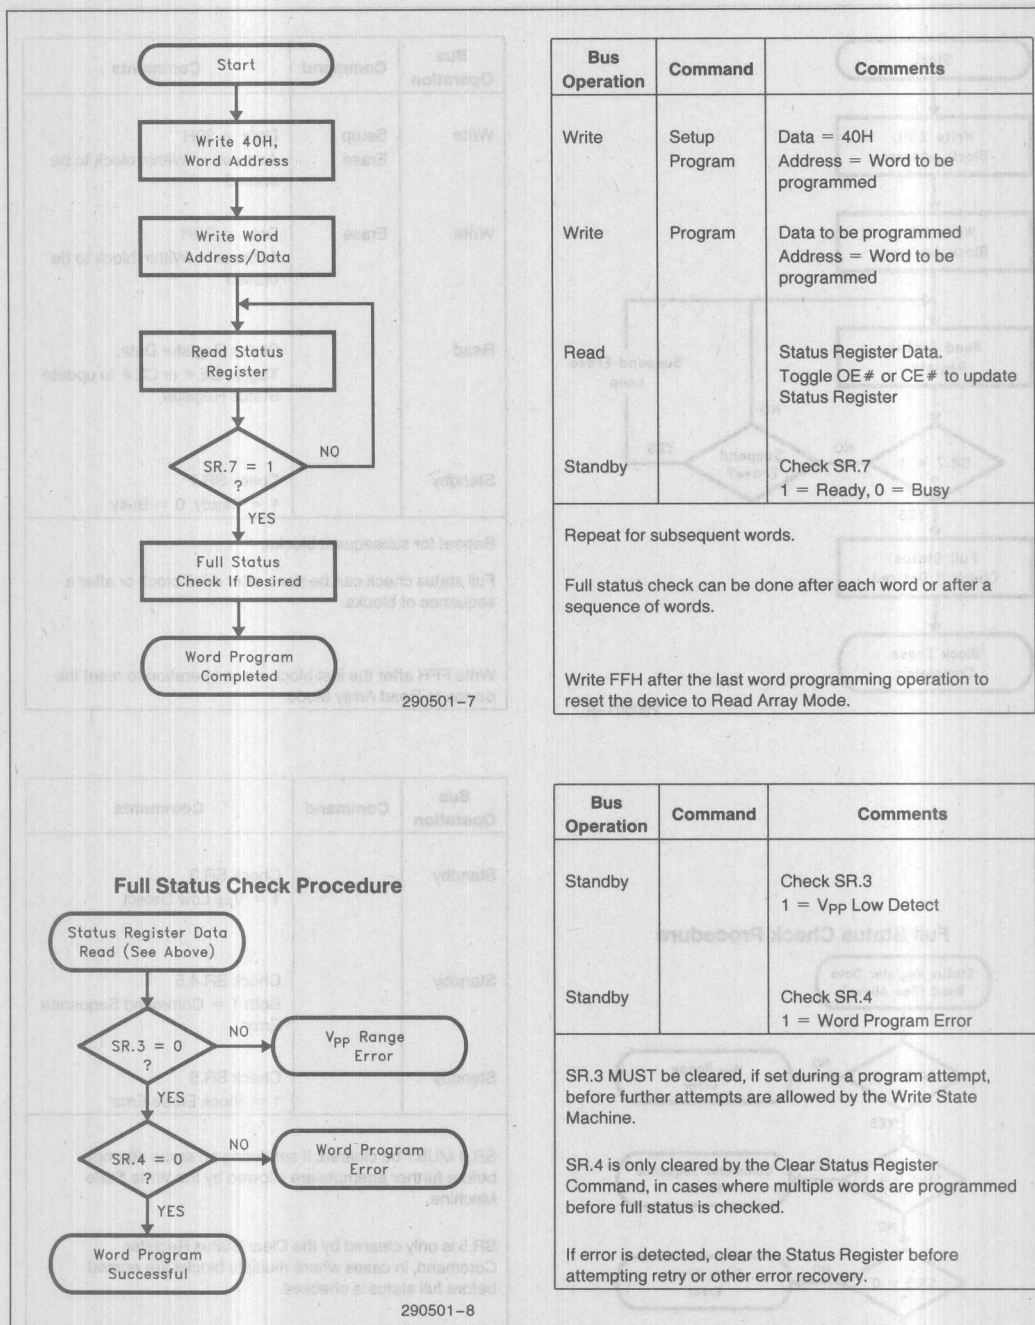 Start
Write 40H,
Word Address
Write Word
Address/Data
Read Status
Register
SR.7 = 1
?
NO
YES
Full Status
Check If Desired
Word Program
Completed
290501–7
Bus
Operation
Command
Comments
Write
Setup
Program
Data = 40H
Address = Word to be
programmed
Write
Program
Data to be programmed
Address = Word to be
programmed
Read
Status Register Data.
Toggle OE# or CE# to update
Status Register
Standby
Check SR.7
1 = Ready, 0 = Busy
Repeat for subsequent words.
Full status check can be done after each word or after a
sequence of words.
Write FFH after the last word programming operation to
reset the device to Read Array Mode.
Full Status Check Procedure
Status Register Data
Read (See Above)
SR.3 = 0
?
NO
VPP Range
Error
YES
SR.4 = 0
?
NO
Word Program
Error
YES
Word Program
Successful
290501–8
Bus
Operation
Command
Comments
Standby
Check SR.3
1 = VPP Low Detect
Standby
Check SR.4
1 = Word Program Error
SR.3 MUST be cleared, if set during a program attempt,
before further attempts are allowed by the Write State
Machine.
SR.4 is only cleared by the Clear Status Register
Command, in cases where multiple words are programmed
before full status is checked.
If error is detected, clear the Status Register before
attempting retry or other error recovery.